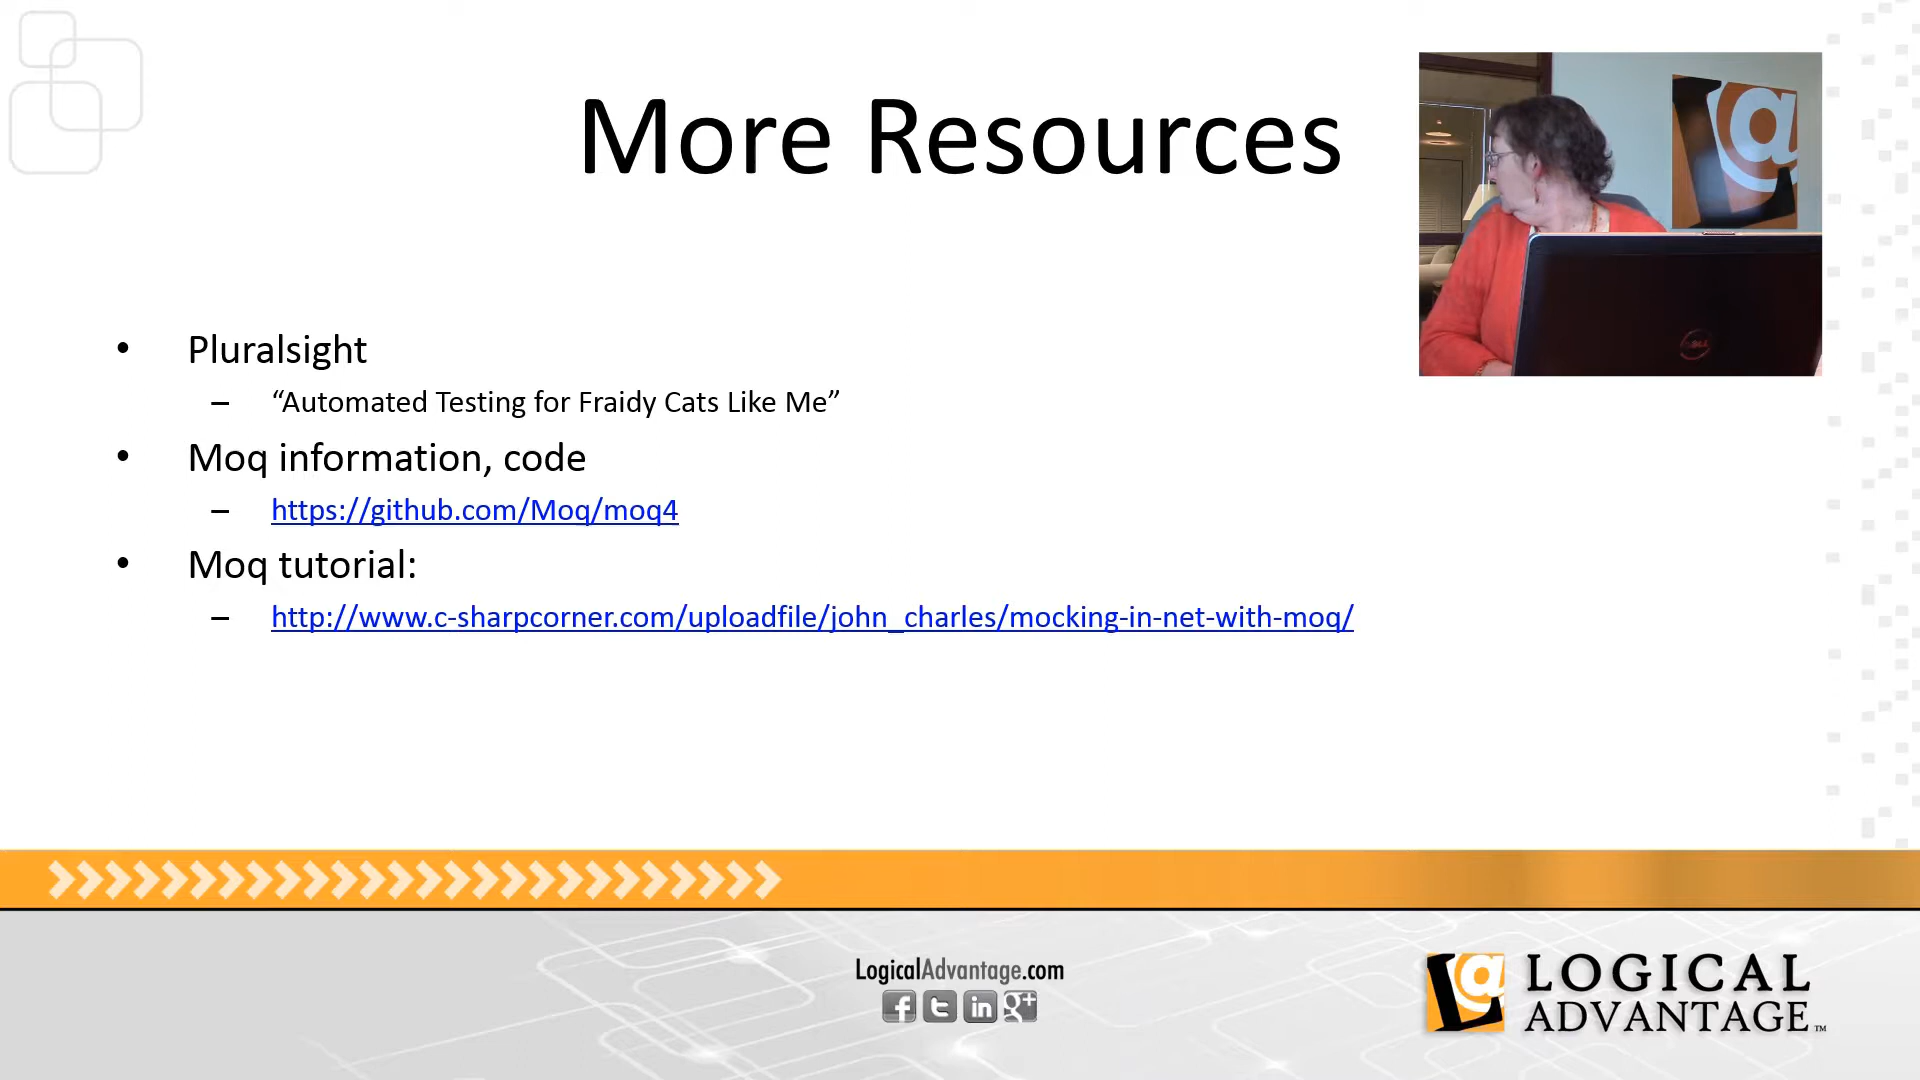 More Resources
• Pluralsight
– “Automated Testing for Fraidy Cats Like Me”
• Moq information, code
– https://github.com/Moq/moq4
• Moq tutorial:
– http://www.c-sharpcorner.com/uploadfile/john_charles/mocking-in-net-with-moq/
LogicalAdvantage.com
LOGICAL
ADVANTAGE™